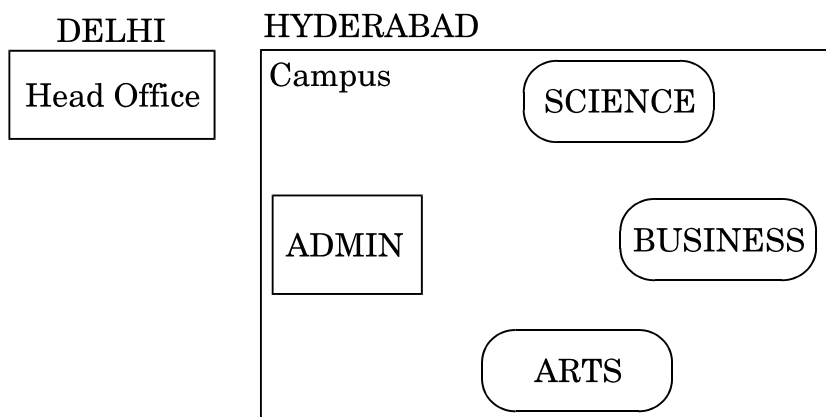 DELHI
Head Office
HYDERABAD
Campus
SCIENCE
ADMIN
BUSINESS
ARTS